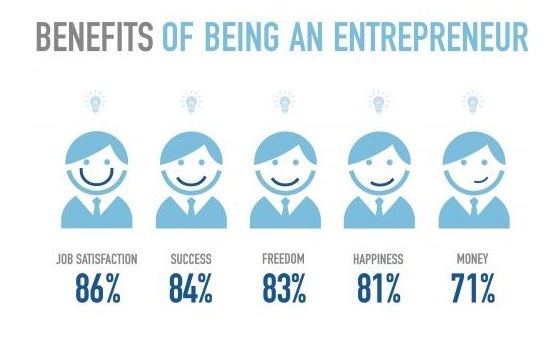 BENEFITS OF BEING AN ENTREPRENEUR
JOB SATISFACTION SUCCESS FREEDOM HAPPINESS MONEY
86% 84% 83% 81% 71%